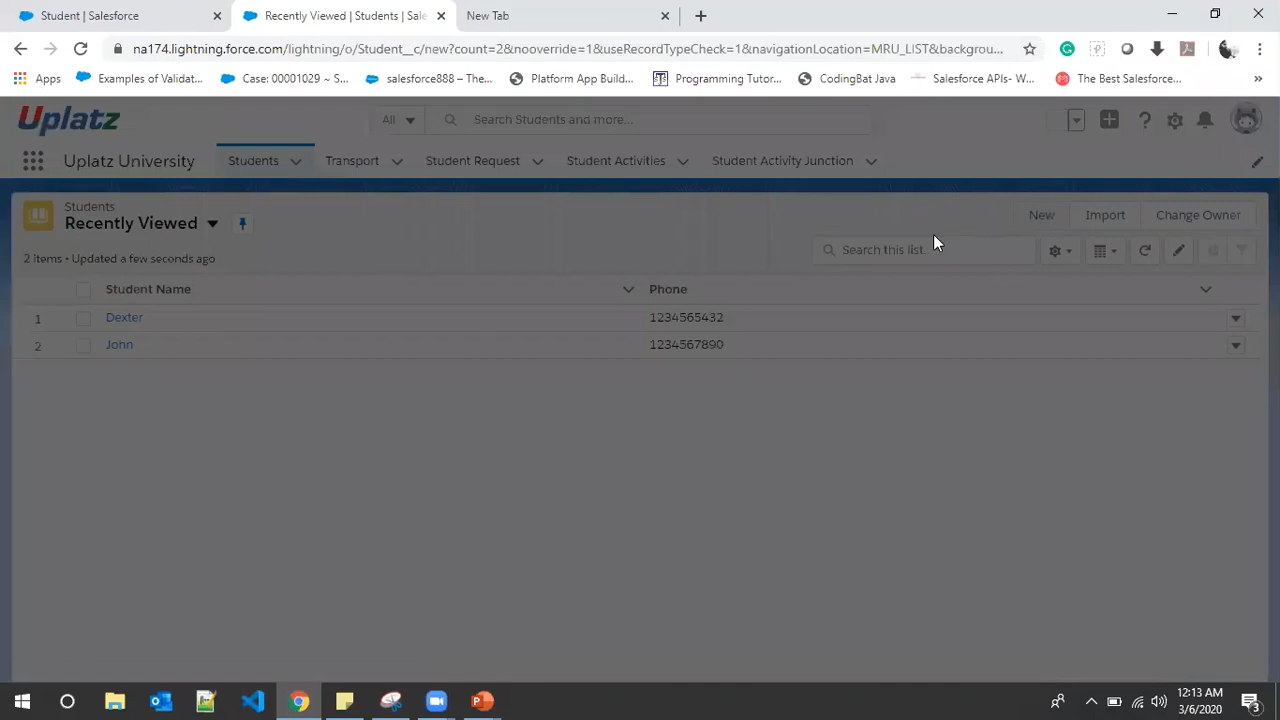 Student | Salesforce
Recently Viewed | Students | Sale
New Tab
na174.lightning.force.com/lightning/o/Student__c/new?count=2&nooverride=1&useRecordTypeCheck=1&navigationLocation=MRU_LIST&backgrou...
Apps
Examples of Validat...
Case: 00001029 ~ S...
salesforce888 – The...
Platform App Build...
Programming Tutor...
CodingBat Java
Salesforce APIs- W...
The Best Salesforce...
Uplatz
All
Search Students and more...
Uplatz University
Students
Transport
Student Request
Student Activities
Student Activity Junction
Students
Recently Viewed
New
Import
Change Owner
2 items • Updated a few seconds ago
Search this list...
Student Name
Phone
1
Dexter
1234565432
2
John
1234567890
12:13 AM
3/6/2020
3